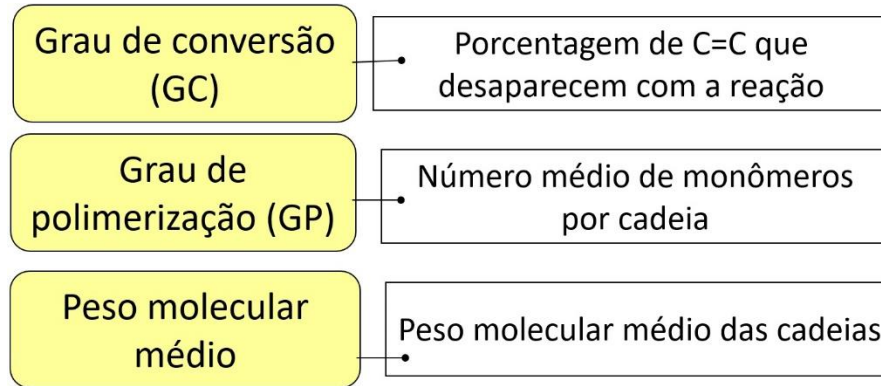 Grau de conversão
(GC)
Porcentagem de C=C que
desaparecem com a reação
Grau de
polimerização (GP)
Número médio de monômeros
por cadeia
Peso molecular
médio
Peso molecular médio das cadeias